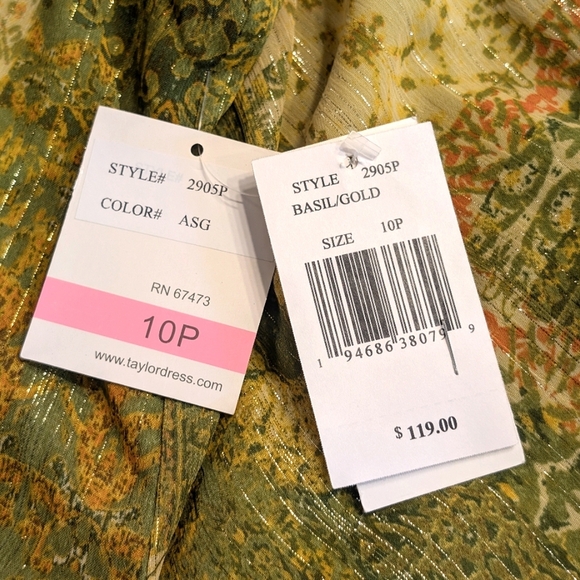 STYLE# 2905P
COLOR# ASG
RN 67473
10P
www.taylordress.com
STYLE 2905P
BASIL/GOLD
SIZE 10P
1 94686 38079 9
$ 119.00